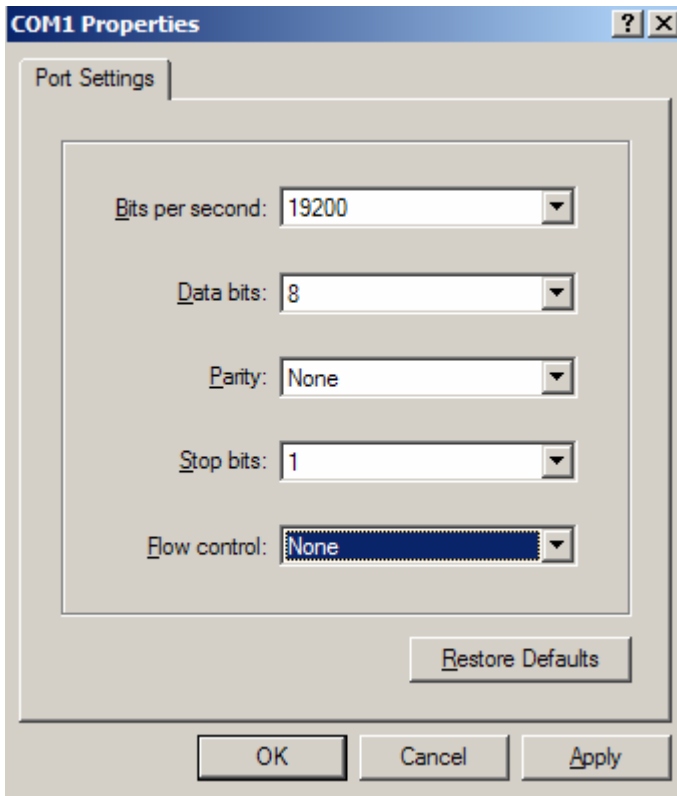 COM1 Properties
Port Settings
Bits per second: 19200
Data bits: 8
Parity: None
Stop bits: 1
Flow control: None
Restore Defaults
OK Cancel Apply